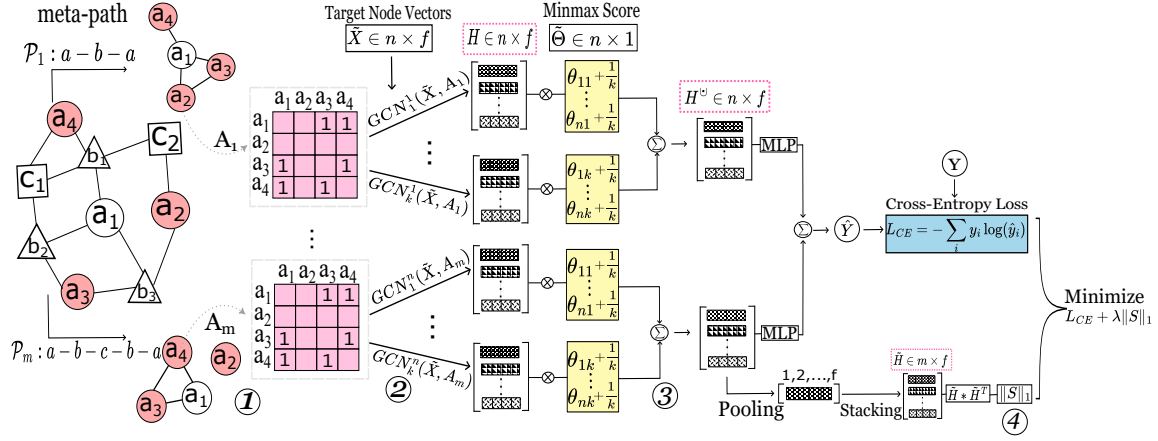 meta-path
P₁ : a − b − a
a₄
a₁
a₃
a₂
a₄
b₁
C₂
C₁
a₁
a₂
b₂
a₃
b₃
Pₘ : a − b − c − b − a
a₄
a₂
a₃
a₁
A₁
Aₘ
1
a₁ a₂ a₃ a₄
a₁ 1 1
a₂
a₃ 1 1
a₄ 1 1
⋮
a₁ a₂ a₃ a₄
a₁ 1 1
a₂
a₃ 1 1
a₄ 1 1
Target Node Vectors
X̃ ∈ n × f
GCN₁¹(X̃, A₁)
⋮
GCNₖ¹(X̃, A₁)
⋮
GCN₁ⁿ(X̃, Aₘ)
⋮
GCNₖⁿ(X̃, Aₘ)
2
H ∈ n × f
⊗
⊗
⊗
⊗
Minmax Score
Θ̃ ∈ n × 1
θ₁₁ + 1/k
⋮
θₙ₁ + 1/k
θ₁ₖ + 1/k
⋮
θₙₖ + 1/k
θ₁₁ + 1/k
⋮
θₙ₁ + 1/k
θ₁ₖ + 1/k
⋮
θₙₖ + 1/k
∑
∑
3
n × f
MLP
MLP
∑
Ŷ
Y
Cross-Entropy Loss
L_CE = − ∑ᵢ yᵢ log(ŷᵢ)
Pooling
1,2,...,f
Stacking
H̃ ∈ m × f
H̃ ∗ H̃ᵀ
‖S‖₁
4
Minimize
L_CE + λ‖S‖₁